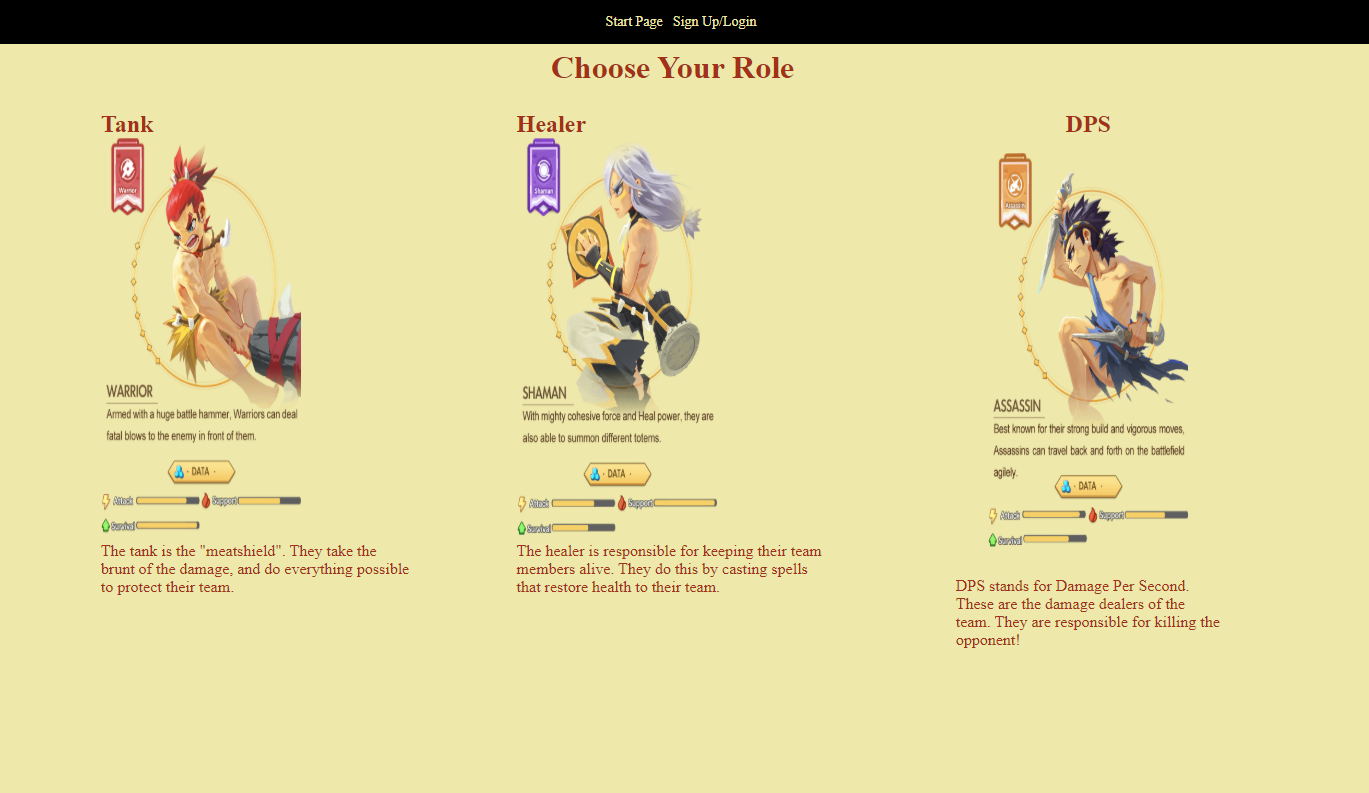 Start Page Sign Up/Login
Choose Your Role
Tank
Warrior
WARRIOR
Armed with a huge battle hammer, Warriors can deal
fatal blows to the enemy in front of them.
· DATA ·
Attack Support
Survival
The tank is the "meatshield". They take the
brunt of the damage, and do everything possible
to protect their team.
Healer
Shaman
SHAMAN
With mighty cohesive force and Heal power, they are
also able to summon different totems.
· DATA ·
Attack Support
Survival
The healer is responsible for keeping their team
members alive. They do this by casting spells
that restore health to their team.
DPS
Assassin
ASSASSIN
Best known for their strong build and vigorous moves,
Assassins can travel back and forth on the battlefield
agilely.
· DATA ·
Attack Support
Survival
DPS stands for Damage Per Second.
These are the damage dealers of the
team. They are responsible for killing the
opponent!